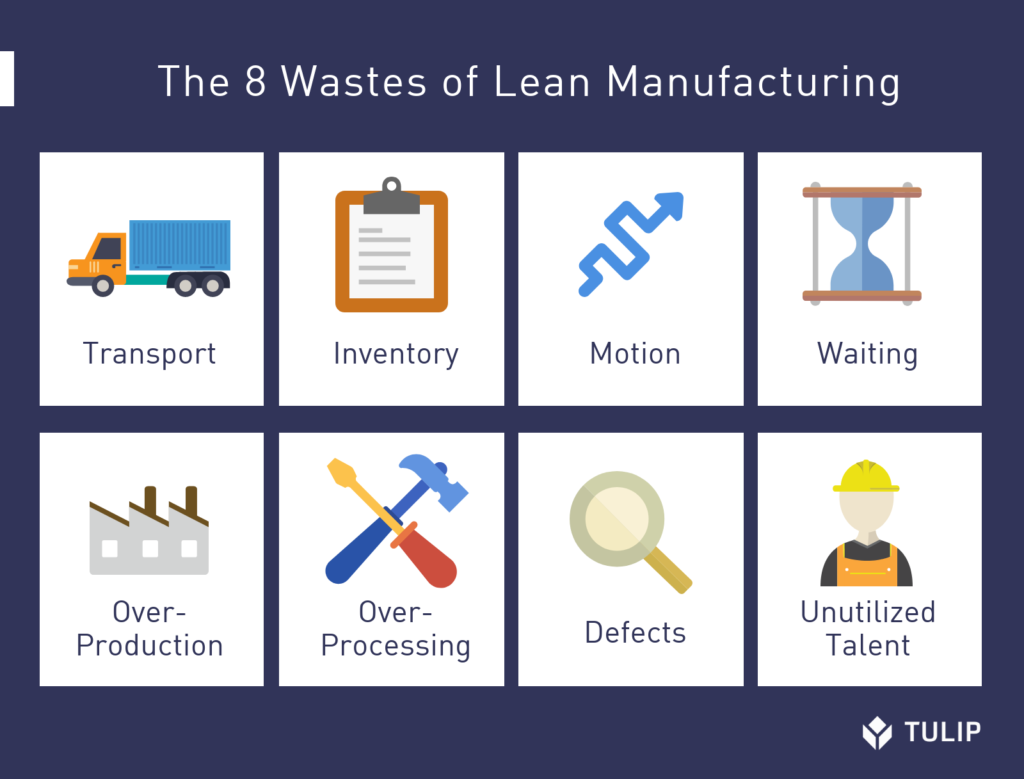 The 8 Wastes of Lean Manufacturing
Transport
Inventory
Motion
Waiting
Over-
Production
Over-
Processing
Defects
Unutilized
Talent
TULIP